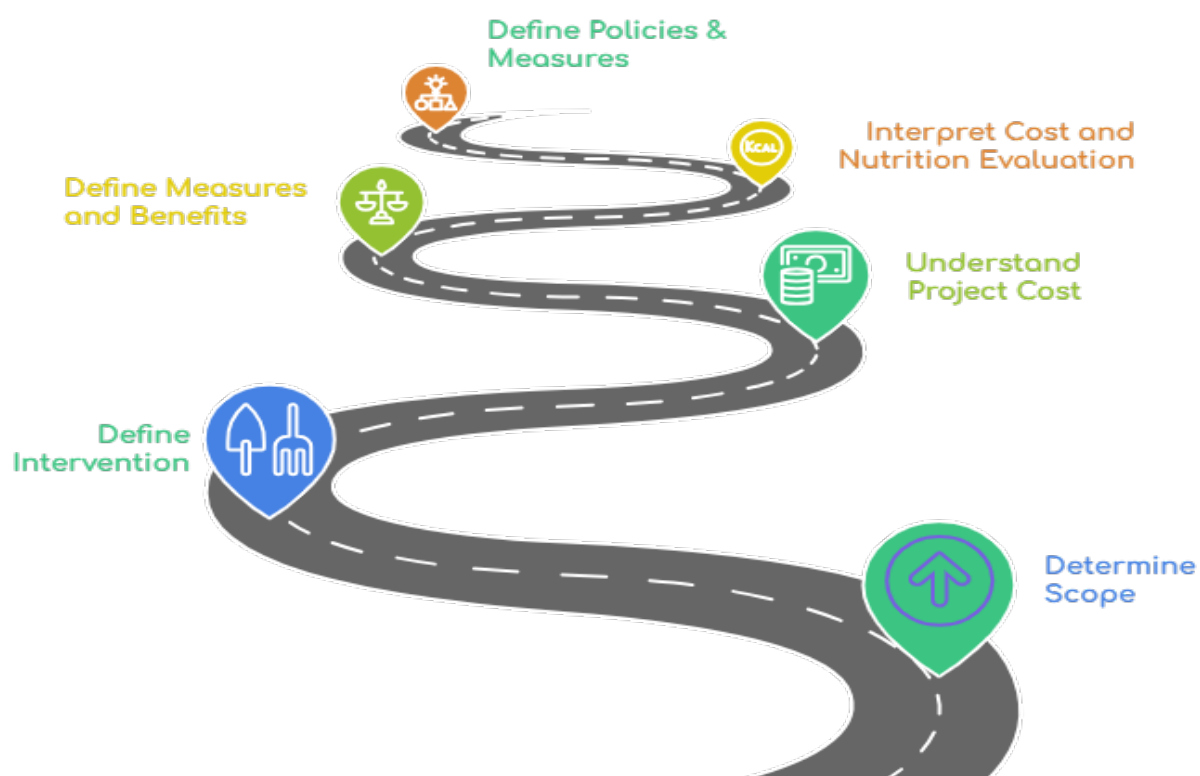 Define Policies &
Measures
Interpret Cost and
Nutrition Evaluation
KCAL
Define Measures
and Benefits
Understand
Project Cost
Define
Intervention
Determine
Scope